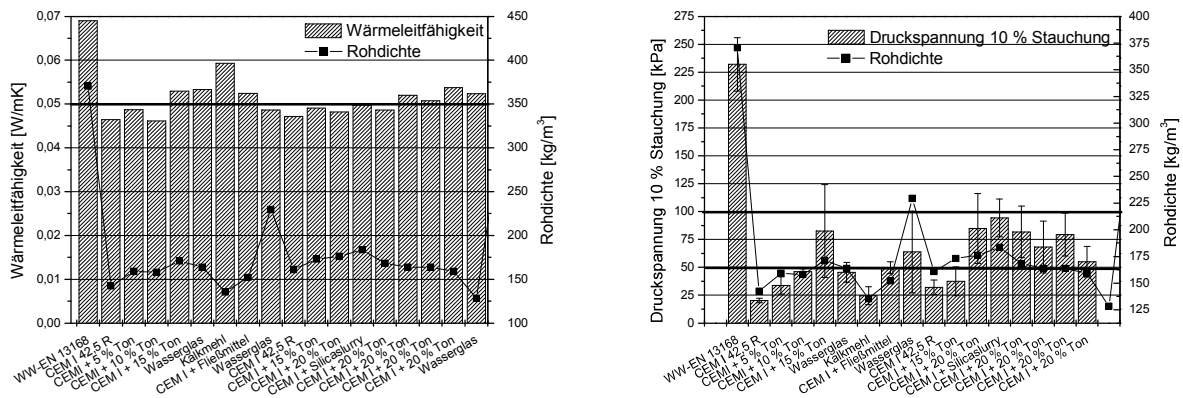 0,07
0,06
0,05
0,04
0,03
0,02
0,01
0,00
Wärmeleitfähigkeit [W/mK]
Wärmeleitfähigkeit
Rohdichte
450
400
350
300
250
200
150
100
Rohdichte [kg/m³]
WW-EN 13168
CEM I 42,5 R
CEMI + 5 % Ton
CEM I + 10 % Ton
CEM I + 15 % Ton
Wasserglas
Kalkmehl
CEM I + Fließmittel
Wasserglas
CEM I 42,5 R
CEM I + 15 % Ton
CEM I + 20 % Ton
CEM I + Silicaslurry
CEM I + 20 % Ton
CEM I + 20 % Ton
CEM I + 20 % Ton
Wasserglas
275
250
225
200
175
150
125
100
75
50
25
0
Druckspannung 10 % Stauchung [kPa]
Druckspannung 10 % Stauchung
Rohdichte
400
375
350
325
300
275
250
225
200
175
150
125
Rohdichte [kg/m³]
WW-EN 13168
CEM I 42,5 R
CEMI + 5 % Ton
CEM I + 10 % Ton
CEM I + 15 % Ton
Wasserglas
Kalkmehl
CEM I + Fließmittel
Wasserglas
CEM I 42,5 R
CEM I + 15 % Ton
CEM I + 20 % Ton
CEM I + Silicaslurry
CEM I + 20 % Ton
CEM I + 20 % Ton
CEM I + 20 % Ton